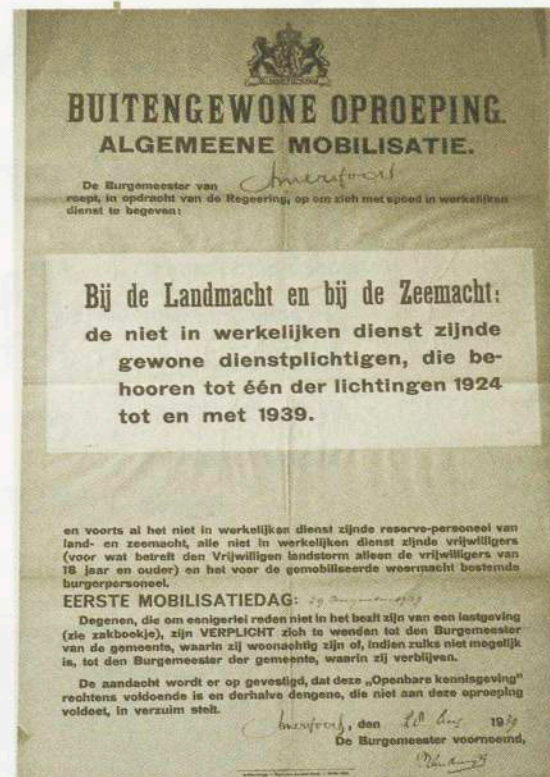 BUITENGEWONE OPROEPING.
ALGEMEENE MOBILISATIE.
De Burgemeester van Amersfoort
roept, in opdracht van de Regeering, op om zich met spoed in werkelijken
dienst te begeven:
Bij de Landmacht en bij de Zeemacht:
de niet in werkelijken dienst zijnde
gewone dienstplichtigen, die be-
hooren tot één der lichtingen 1924
tot en met 1939.
en voorts al het niet in werkelijken dienst zijnde reserve-personeel van
land- en zeemacht, alle niet in werkelijken dienst zijnde vrijwilligers
(voor wat betreft den Vrijwilligen landstorm alleen de vrijwilligers van
18 jaar en ouder) en het voor de gemobiliseerde weermacht bestemde
burgerpersoneel.
EERSTE MOBILISATIEDAG: 29 Augustus 1939
Degenen, die om eenigerlei reden niet in het bezit zijn van een lastgeving
(zie zakboekje), zijn VERPLICHT zich te wenden tot den Burgemeester
van de gemeente, waarin zij woonachtig zijn of, indien zulks niet mogelijk
is, tot den Burgemeester der gemeente, waarin zij verblijven.
De aandacht wordt er op gevestigd, dat deze „Openbare kennisgeving"
rechtens voldoende is en derhalve dengene, die niet aan deze oproeping
voldoet, in verzuim stelt.
Amersfoort, den 28 Aug 1939
De Burgemeester voornoemd,